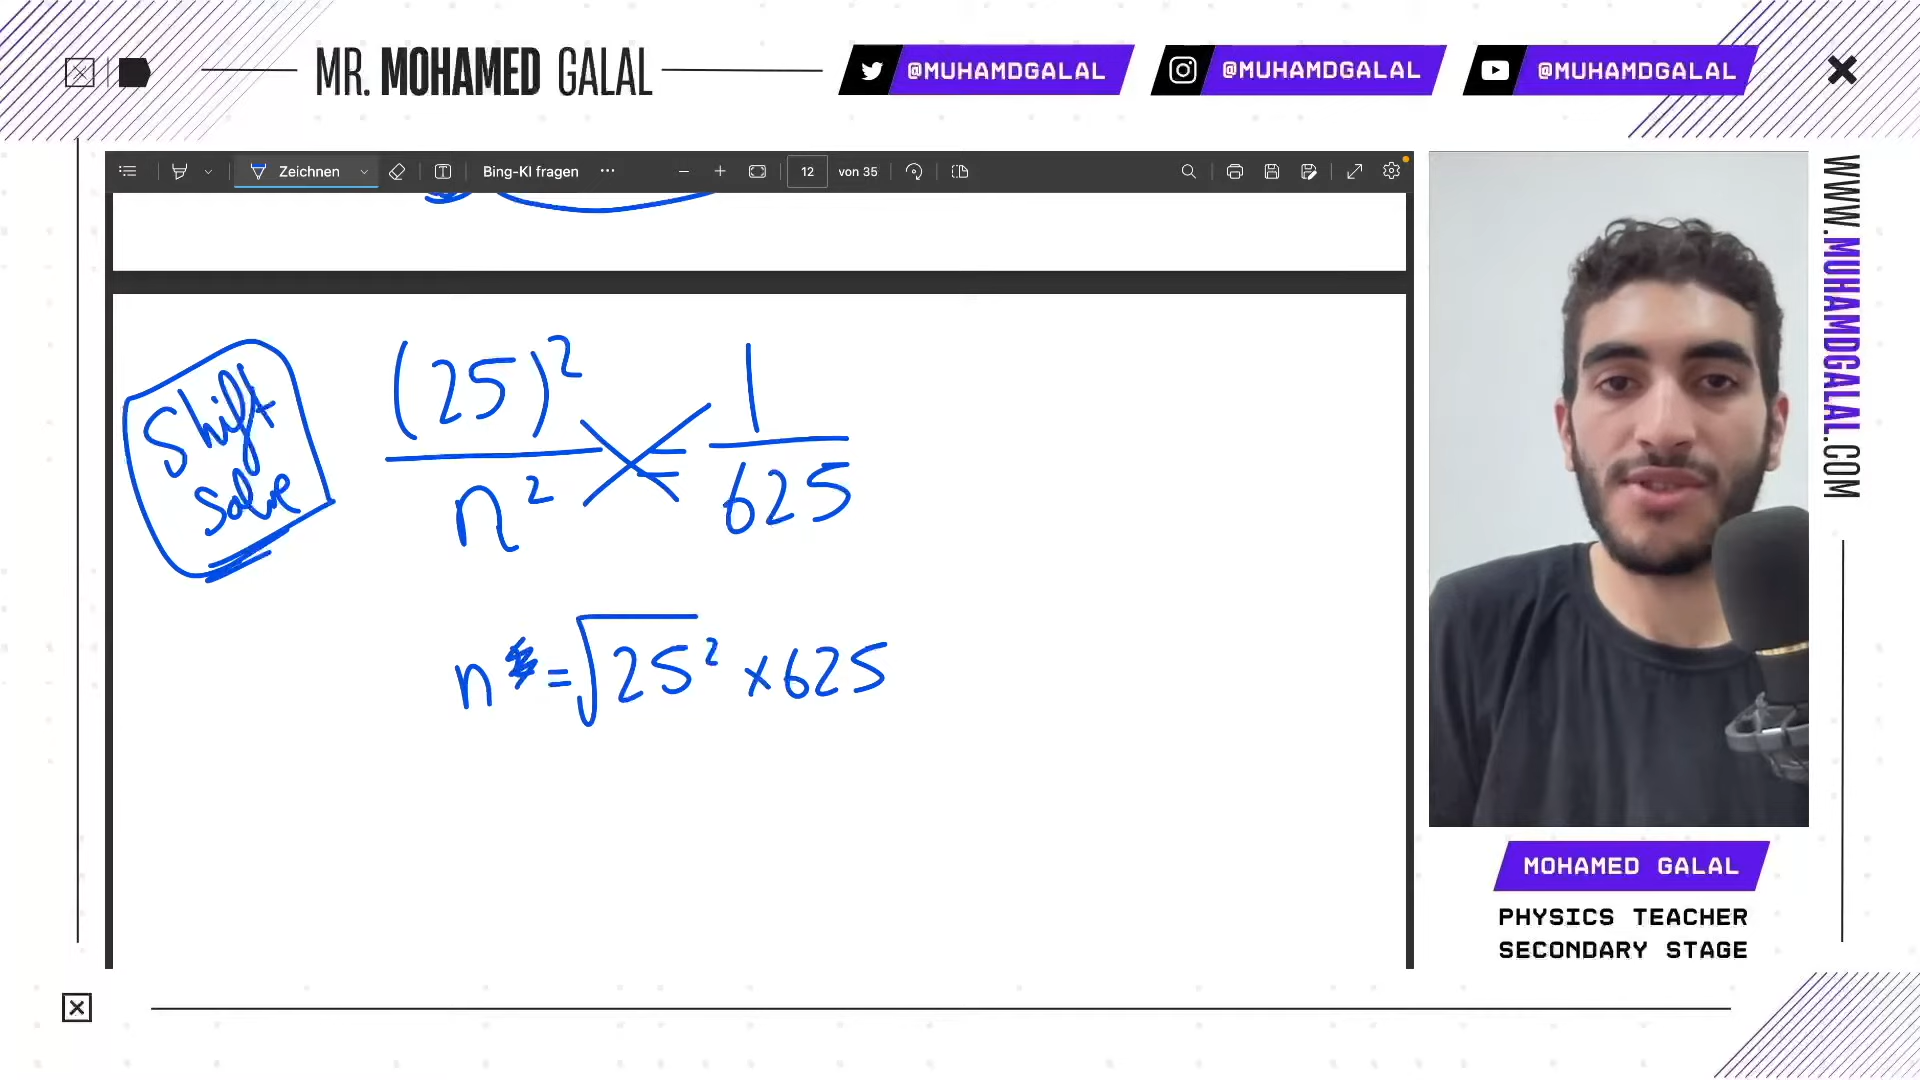 MR. MOHAMED GALAL
@MUHAMDGALAL
@MUHAMDGALAL
@MUHAMDGALAL
Zeichnen
Bing-KI fragen
12 von 35
Shift
Solve
(25)² / n² = 1 / 625
n = √25² × 625
WWW.MUHAMDGALAL.COM
MOHAMED GALAL
PHYSICS TEACHER
SECONDARY STAGE